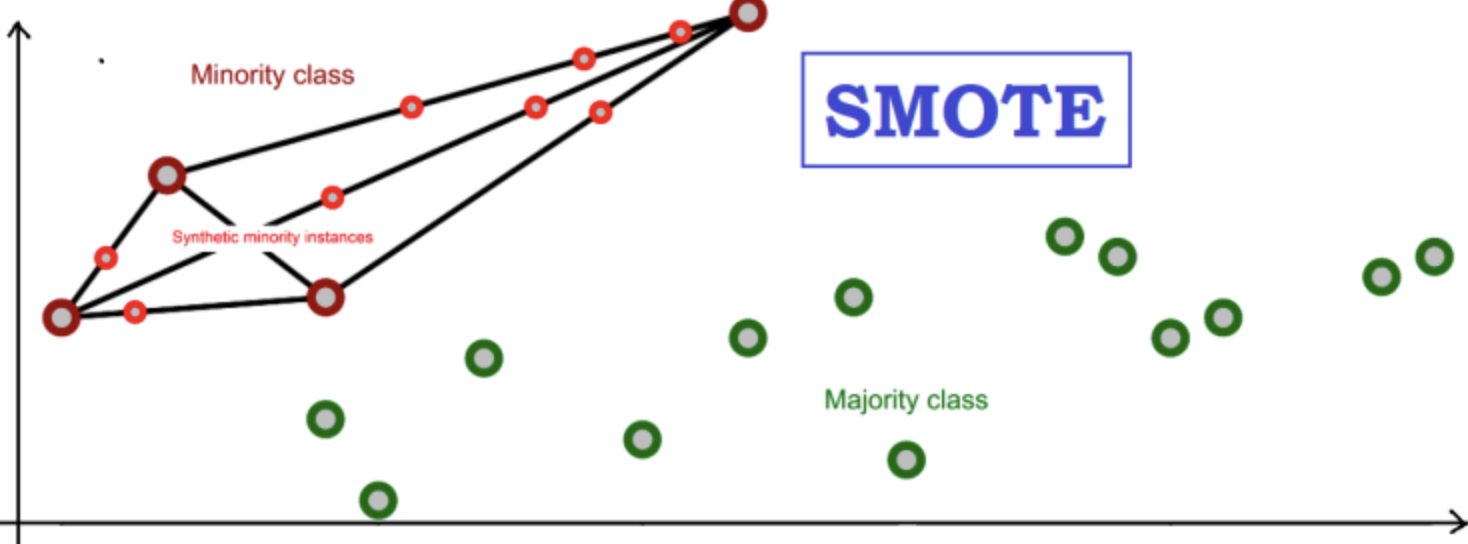 Minority class
SMOTE
Synthetic minority instances
Majority class